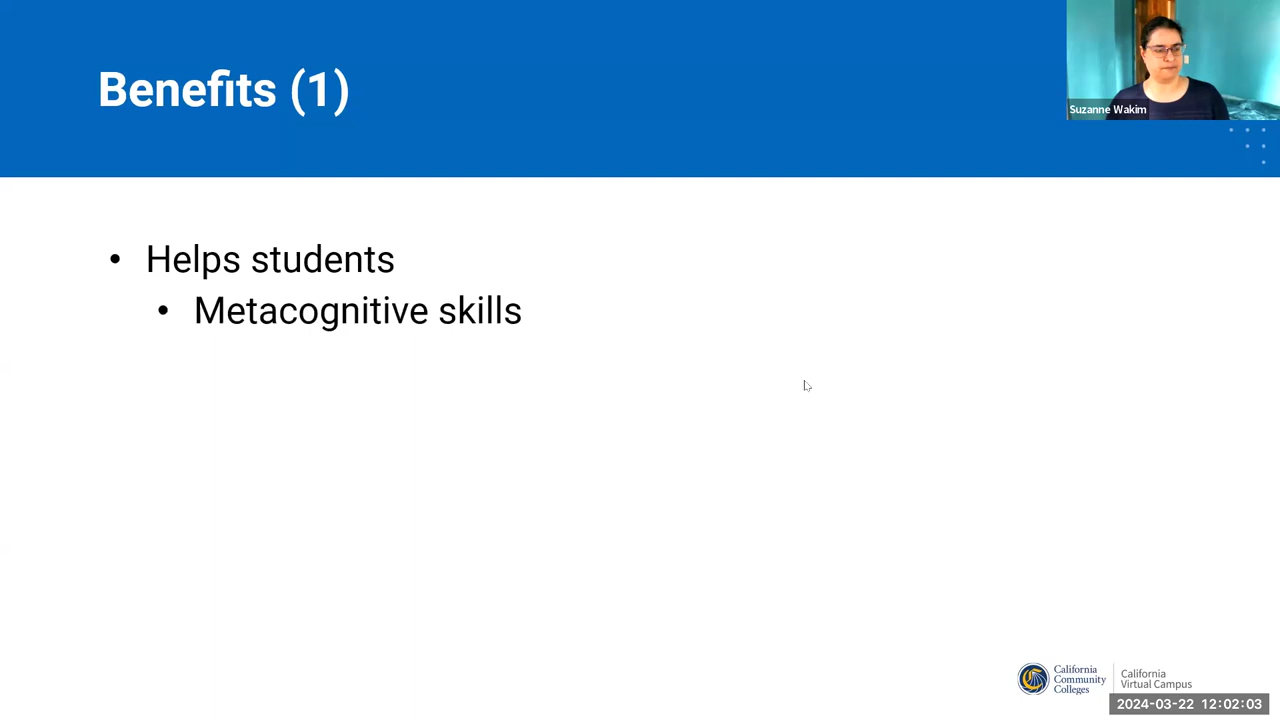 Benefits (1)
Suzanne Wakim
• Helps students
• Metacognitive skills
California
Community
Colleges
California
Virtual Campus
2024-03-22 12:02:03